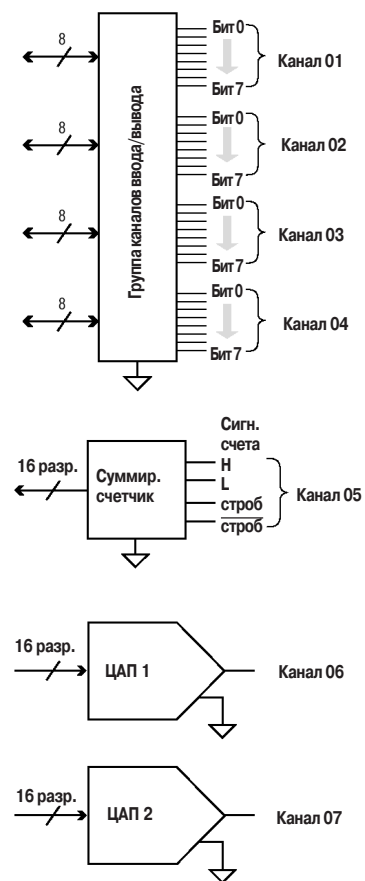 8
Бит 0
Канал 01
Бит 7
8
Бит 0
Канал 02
Бит 7
Группа каналов ввода/вывода
8
Бит 0
Канал 03
Бит 7
8
Бит 0
Канал 04
Бит 7
Сигн.
счета
16 разр.
Суммир.
счетчик
H
L
строб
строб
Канал 05
16 разр.
ЦАП 1
Канал 06
16 разр.
ЦАП 2
Канал 07